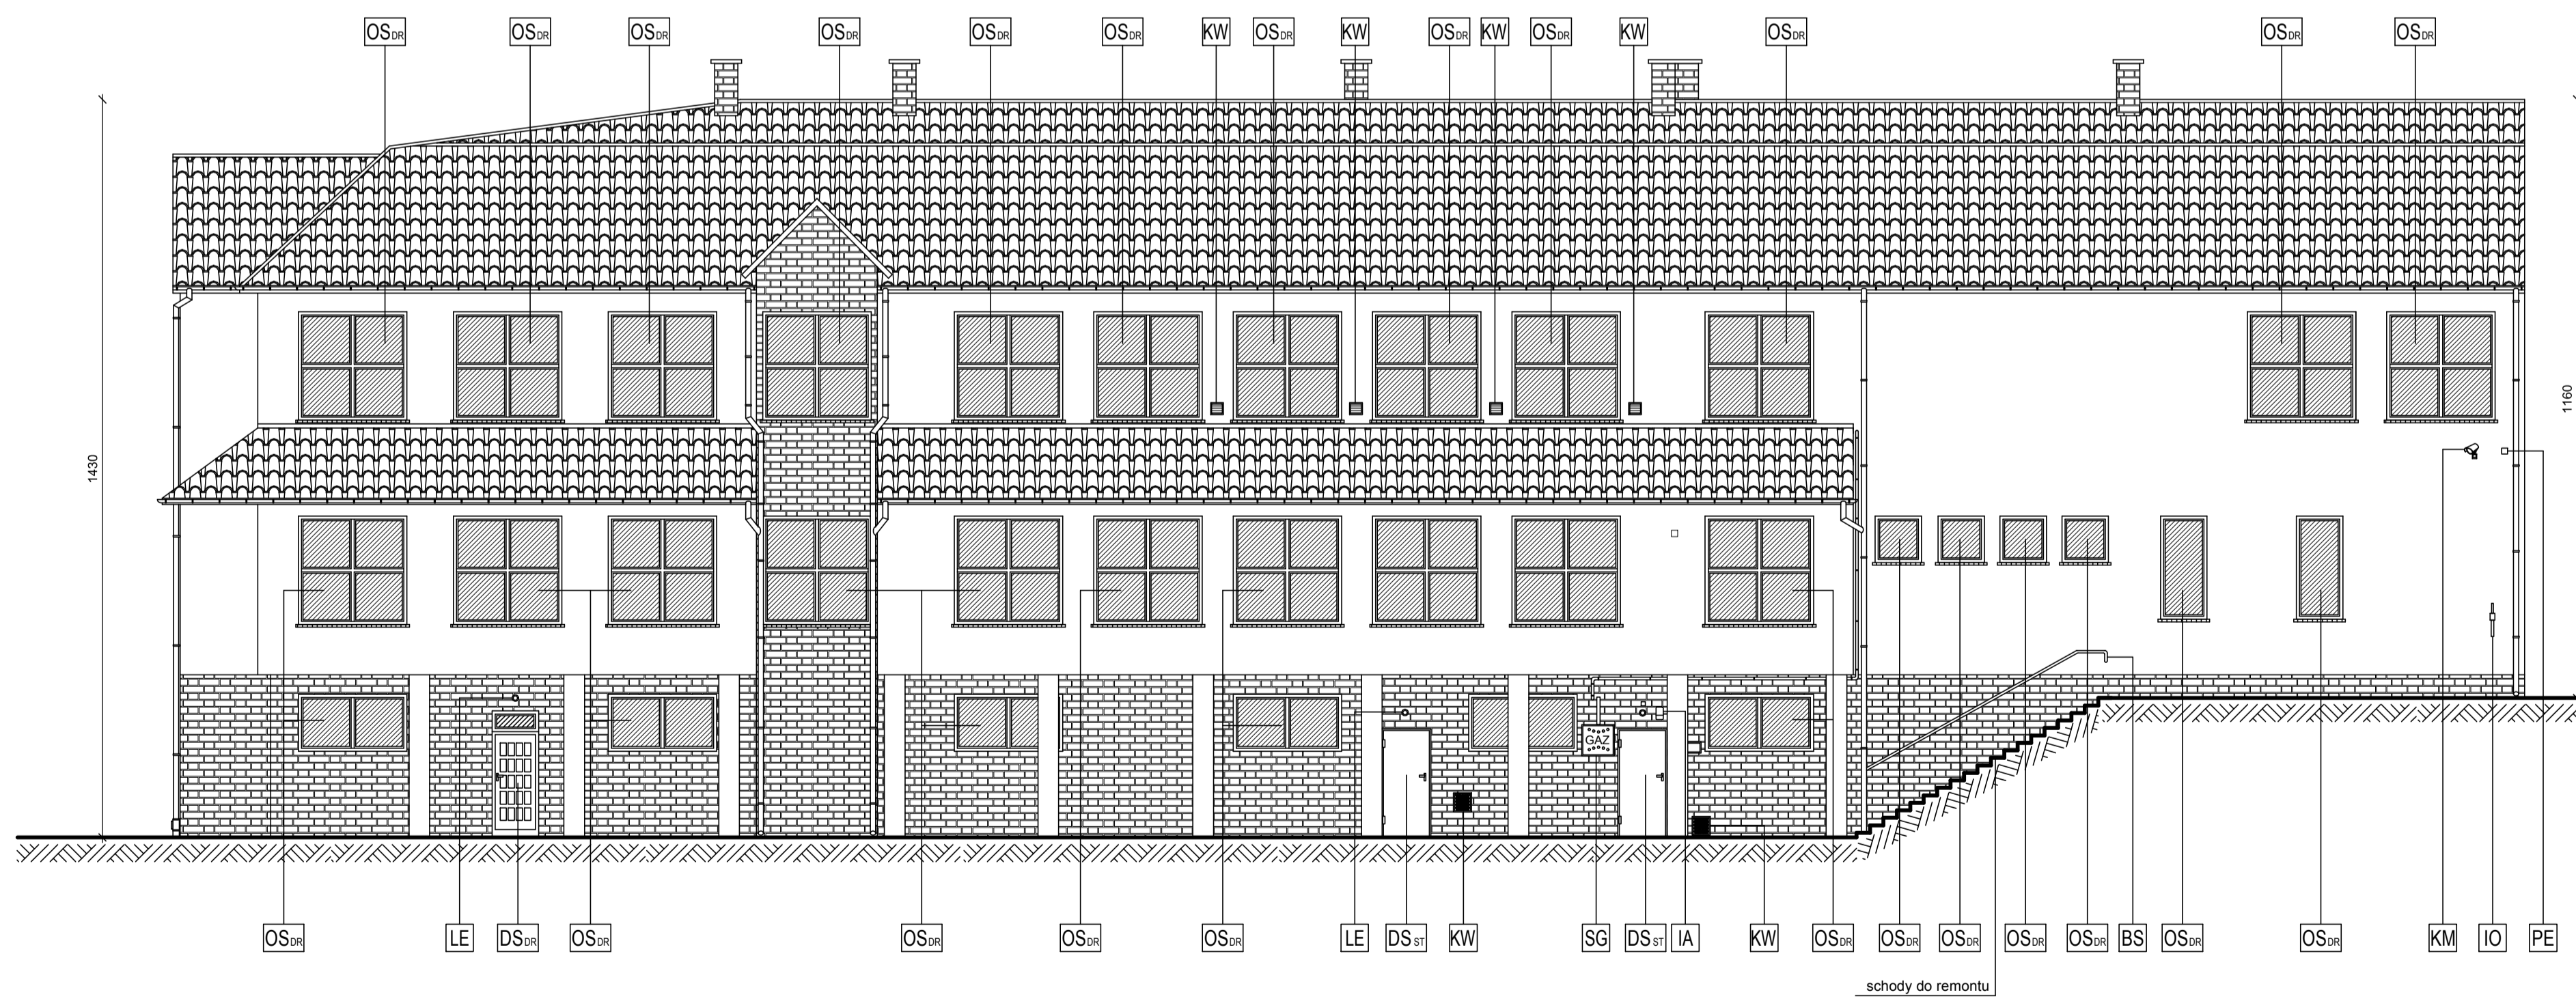 OSDR OSDR OSDR OSDR OSDR OSDR KW OSDR KW OSDR KW OSDR KW OSDR OSDR OSDR
1430
1160
GAZ
OSDR LE DSDR OSDR OSDR OSDR OSDR LE DSST KW SG DSST IA KW OSDR OSDR OSDR OSDR OSDR BS OSDR OSDR KM IO PE
schody do remontu